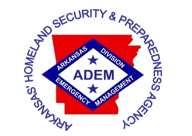 ARKANSAS' HOMELAND SECURITY & PREPAREDNESS AGENCY
ARKANSAS DIVISION
ADEM
EMERGENCY MANAGEMENT